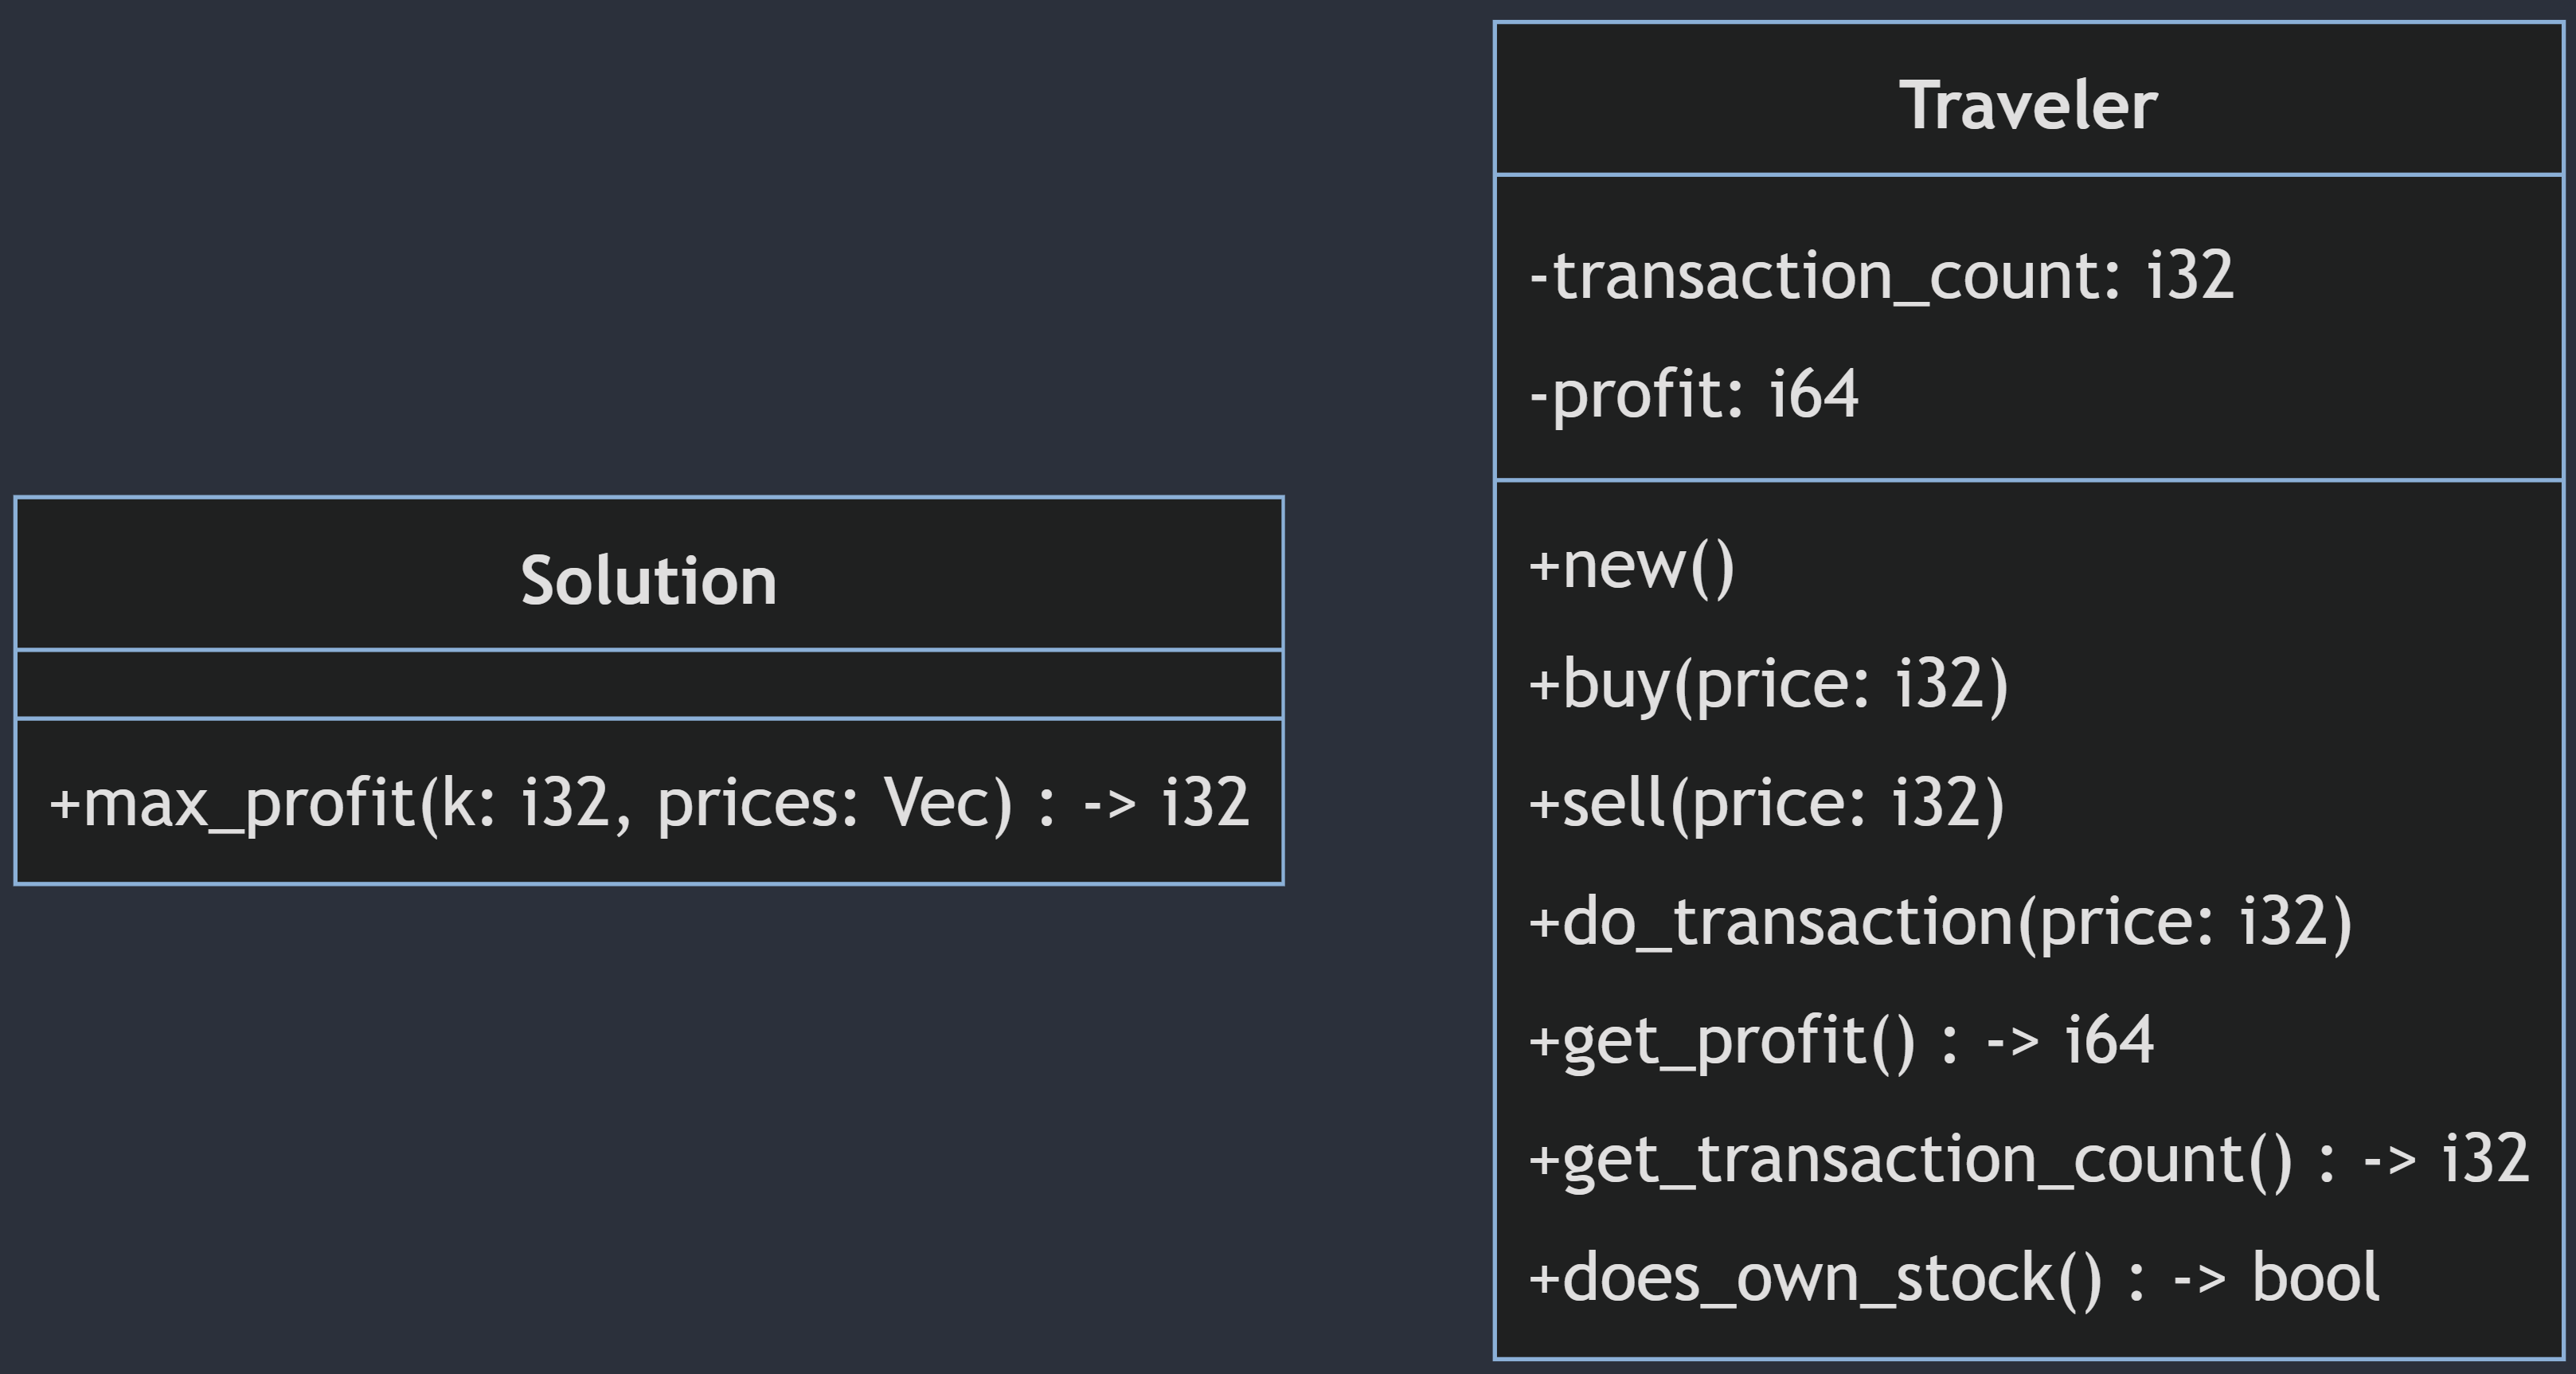 Solution
+max_profit(k: i32, prices: Vec) : -> i32
Traveler
-transaction_count: i32
-profit: i64
+new()
+buy(price: i32)
+sell(price: i32)
+do_transaction(price: i32)
+get_profit() : -> i64
+get_transaction_count() : -> i32
+does_own_stock() : -> bool